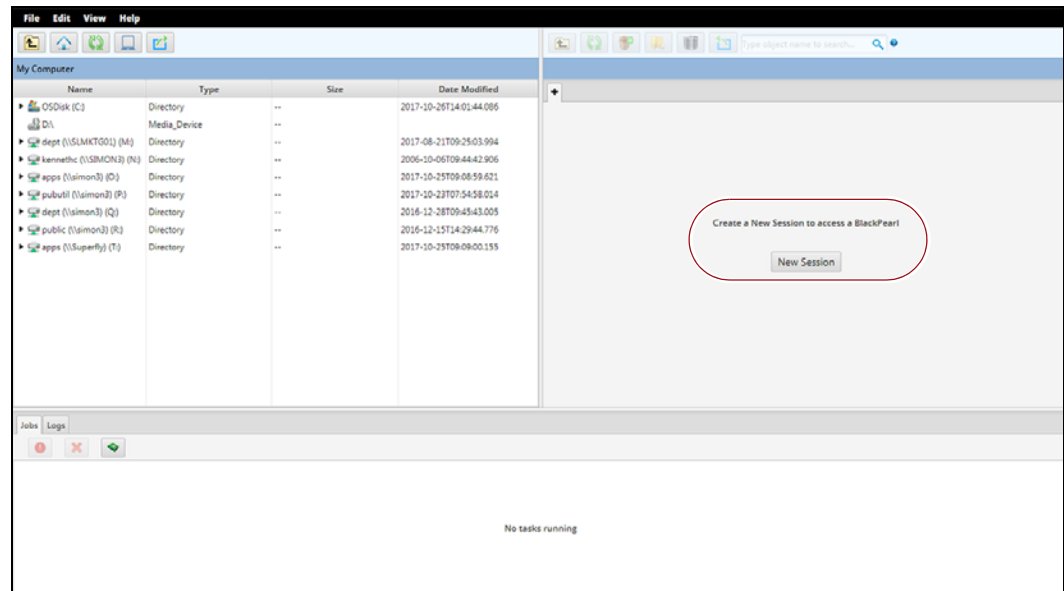 File Edit View Help
Type object name to search...
My Computer
Name Type Size Date Modified
OSDisk (C:) Directory -- 2017-10-26T14:01:44.086
D:\ Media_Device --
dept (\\SLMKTG01) (M:) Directory -- 2017-08-21T09:25:03.994
kennethc (\\SIMON3) (N:) Directory -- 2006-10-06T09:44:42.906
apps (\\simon3) (O:) Directory -- 2017-10-25T09:08:59.621
pubutil (\\simon3) (P:) Directory -- 2017-10-23T07:54:58.014
dept (\\simon3) (Q:) Directory -- 2016-12-28T09:45:43.005
public (\\simon3) (R:) Directory -- 2016-12-15T14:29:44.776
apps (\\Superfly) (T:) Directory -- 2017-10-25T09:09:00.155
Create a New Session to access a BlackPearl
New Session
Jobs Logs
No tasks running